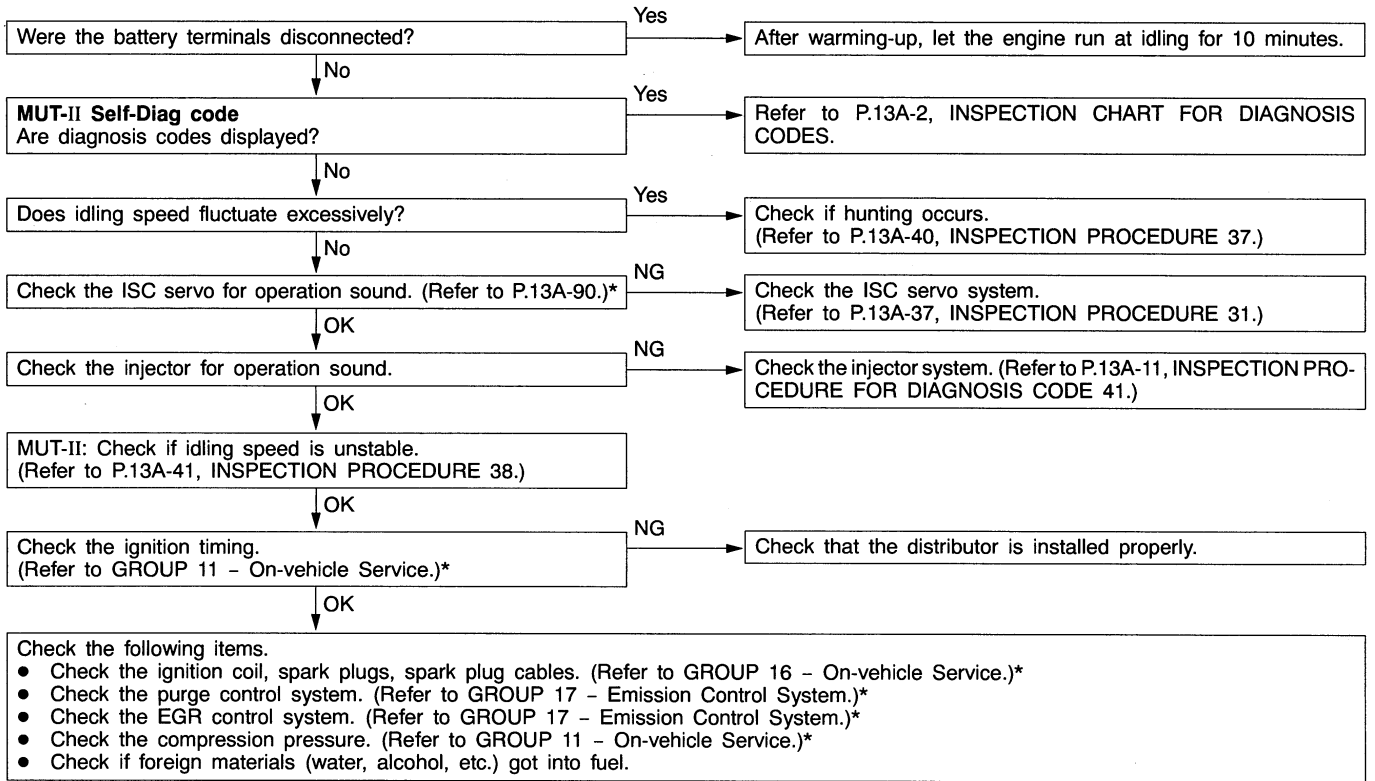 Were the battery terminals disconnected?
Yes
After warming-up, let the engine run at idling for 10 minutes.
No
MUT-II Self-Diag code
Are diagnosis codes displayed?
Yes
Refer to P.13A-2, INSPECTION CHART FOR DIAGNOSIS
CODES.
No
Does idling speed fluctuate excessively?
Yes
Check if hunting occurs.
(Refer to P.13A-40, INSPECTION PROCEDURE 37.)
No
Check the ISC servo for operation sound. (Refer to P.13A-90.)*
NG
Check the ISC servo system.
(Refer to P.13A-37, INSPECTION PROCEDURE 31.)
OK
Check the injector for operation sound.
NG
Check the injector system. (Refer to P.13A-11, INSPECTION PRO-
CEDURE FOR DIAGNOSIS CODE 41.)
OK
MUT-II: Check if idling speed is unstable.
(Refer to P.13A-41, INSPECTION PROCEDURE 38.)
OK
Check the ignition timing.
(Refer to GROUP 11 – On-vehicle Service.)*
NG
Check that the distributor is installed properly.
OK
Check the following items.
● Check the ignition coil, spark plugs, spark plug cables. (Refer to GROUP 16 – On-vehicle Service.)*
● Check the purge control system. (Refer to GROUP 17 – Emission Control System.)*
● Check the EGR control system. (Refer to GROUP 17 – Emission Control System.)*
● Check the compression pressure. (Refer to GROUP 11 – On-vehicle Service.)*
● Check if foreign materials (water, alcohol, etc.) got into fuel.